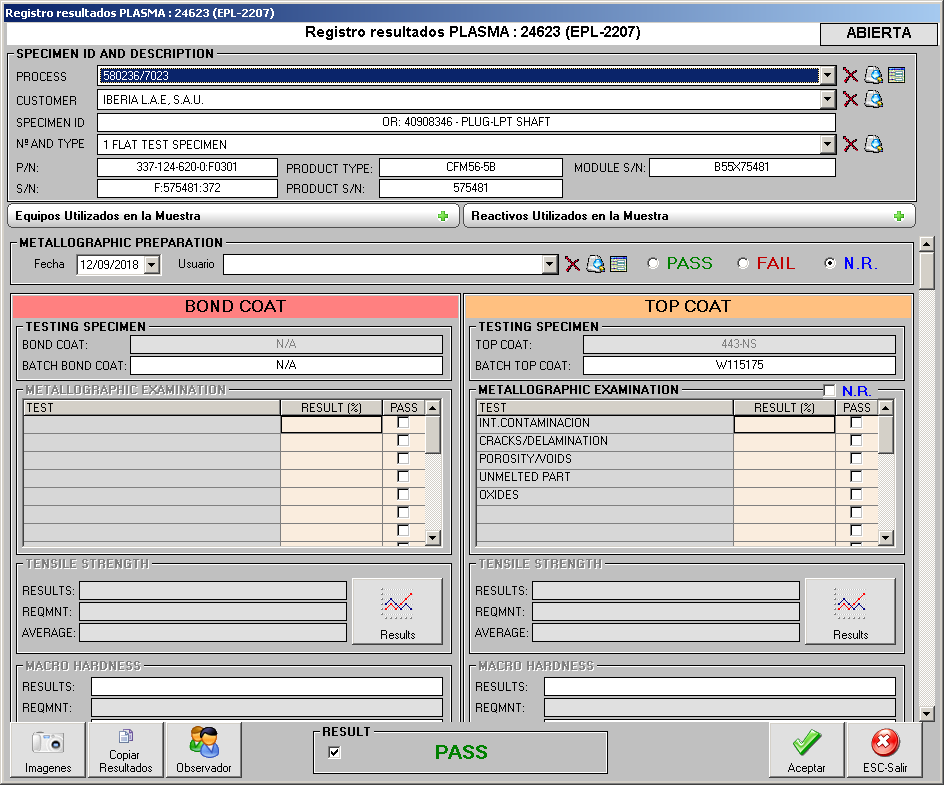 Registro resultados PLASMA : 24623 (EPL-2207)
Registro resultados PLASMA : 24623 (EPL-2207)
ABIERTA
SPECIMEN ID AND DESCRIPTION
PROCESS 580236/7023
CUSTOMER IBERIA L.A.E, S.A.U.
SPECIMEN ID OR: 40908346 - PLUG-LPT SHAFT
Nº AND TYPE 1 FLAT TEST SPECIMEN
P/N: 337-124-620-0:F0301 PRODUCT TYPE: CFM56-5B MODULE S/N: B55X75481
S/N: F:575481:372 PRODUCT S/N: 575481
Equipos Utilizados en la Muestra Reactivos Utilizados en la Muestra
METALLOGRAPHIC PREPARATION
Fecha 12/09/2018 Usuario PASS FAIL N.R.
BOND COAT
TESTING SPECIMEN
BOND COAT: N/A
BATCH BOND COAT: N/A
METALLOGRAPHIC EXAMINATION
TEST RESULT (%) PASS
TENSILE STRENGTH
RESULTS:
REQMNT:
AVERAGE:
Results
MACRO HARDNESS
RESULTS:
REQMNT:
TOP COAT
TESTING SPECIMEN
TOP COAT: 443-NS
BATCH TOP COAT: W115175
METALLOGRAPHIC EXAMINATION N.R.
TEST RESULT (%) PASS
INT.CONTAMINACION
CRACKS/DELAMINATION
POROSITY/VOIDS
UNMELTED PART
OXIDES
TENSILE STRENGTH
RESULTS:
REQMNT:
AVERAGE:
Results
MACRO HARDNESS
RESULTS:
REQMNT:
Imagenes
Copiar
Resultados
Observador
RESULT
PASS
Aceptar
ESC-Salir